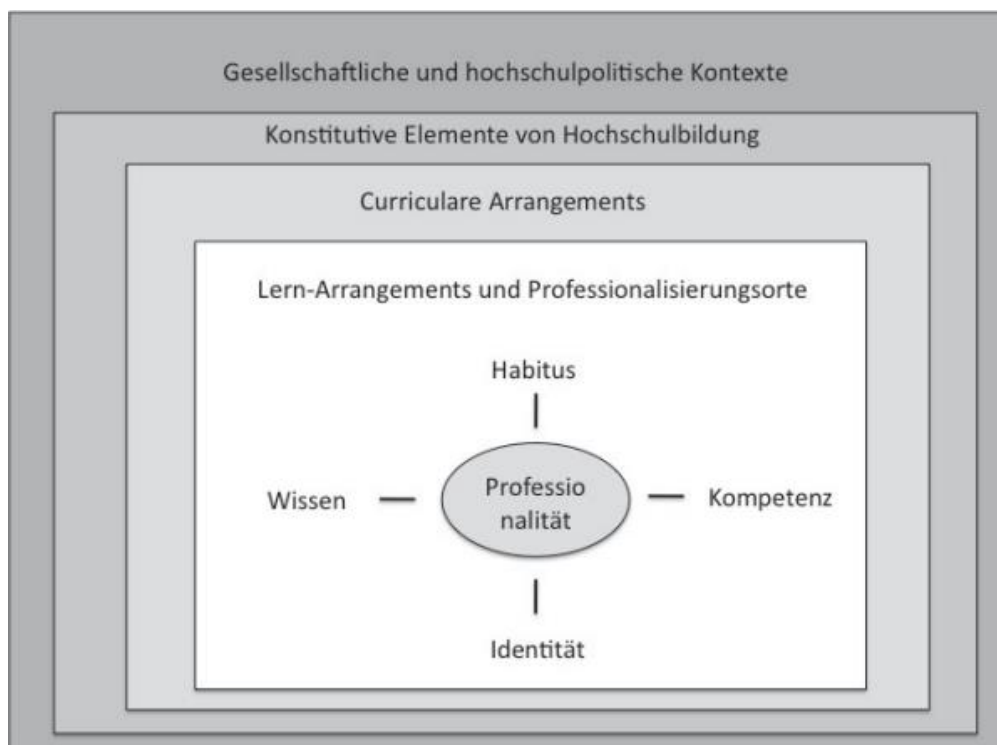 Gesellschaftliche und hochschulpolitische Kontexte
Konstitutive Elemente von Hochschulbildung
Curriculare Arrangements
Lern-Arrangements und Professionalisierungsorte
Habitus
Wissen
Professio
nalität
Kompetenz
Identität